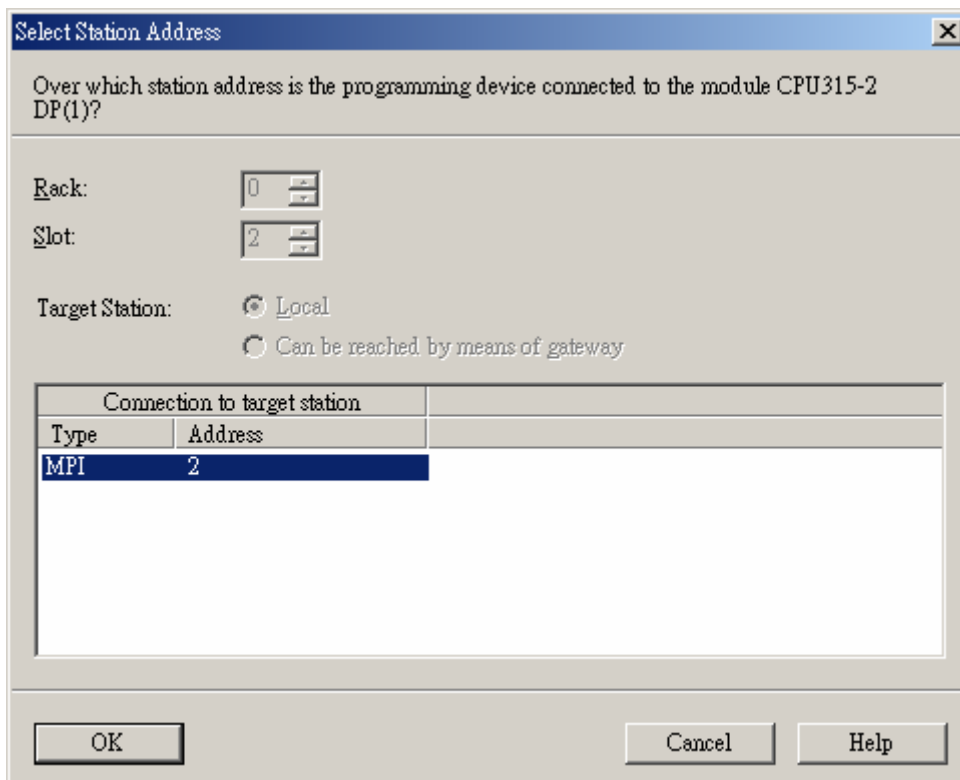 Select Station Address
Over which station address is the programming device connected to the module CPU315-2
DP(1)?
Rack: 0
Slot: 2
Target Station: Local
Can be reached by means of gateway
Connection to target station
Type Address
MPI 2
OK Cancel Help